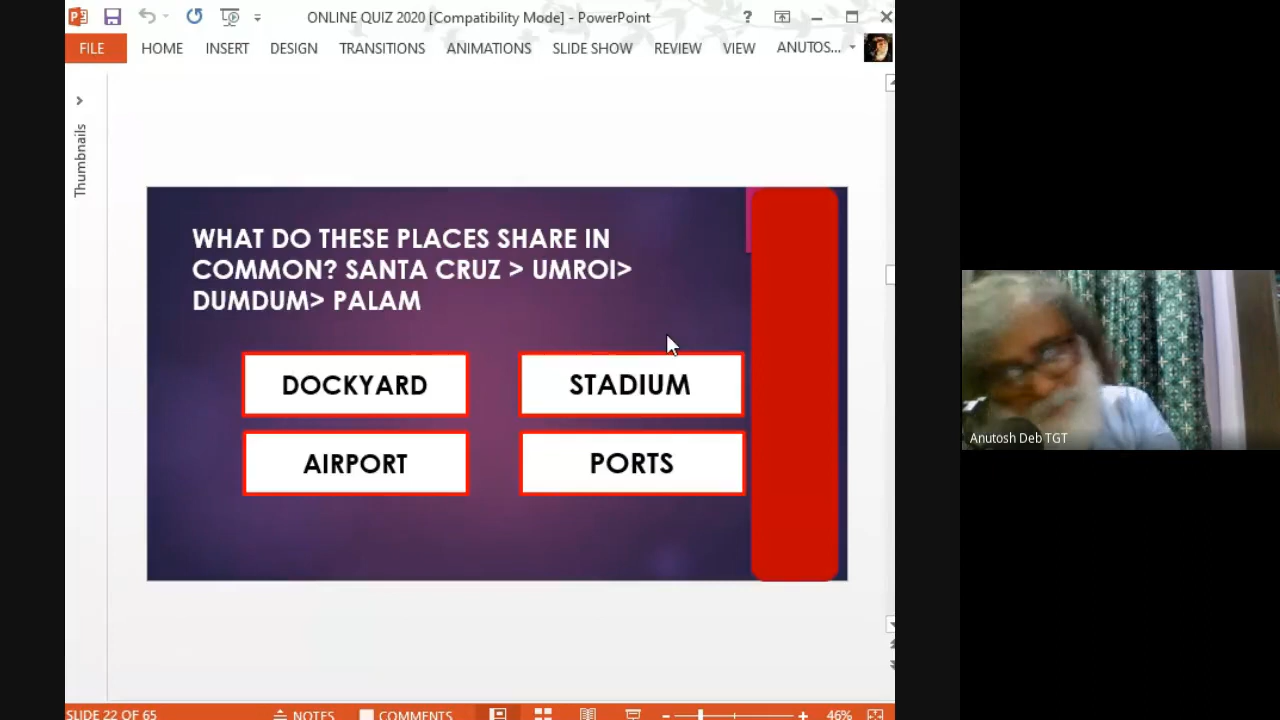 ONLINE QUIZ 2020 [Compatibility Mode] - PowerPoint
?
FILE HOME INSERT DESIGN TRANSITIONS ANIMATIONS SLIDE SHOW REVIEW VIEW ANUTOS...
Thumbnails
WHAT DO THESE PLACES SHARE IN
COMMON? SANTA CRUZ > UMROI>
DUMDUM> PALAM
DOCKYARD
STADIUM
AIRPORT
PORTS
Anutosh Deb TGT
SLIDE 22 OF 65 NOTES COMMENTS 46%